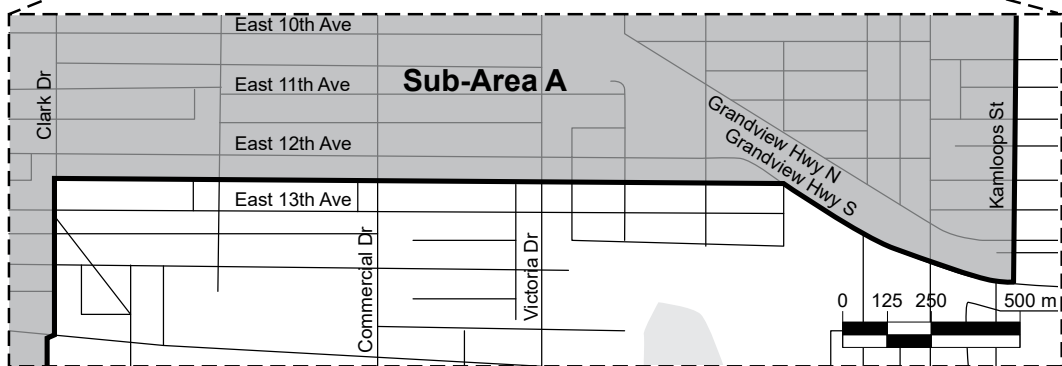 East 10th Ave
Sub-Area A
East 11th Ave
Clark Dr
Grandview Hwy N
Grandview Hwy S
Kamloops St
East 12th Ave
East 13th Ave
Commercial Dr
Victoria Dr
0 125 250 500 m